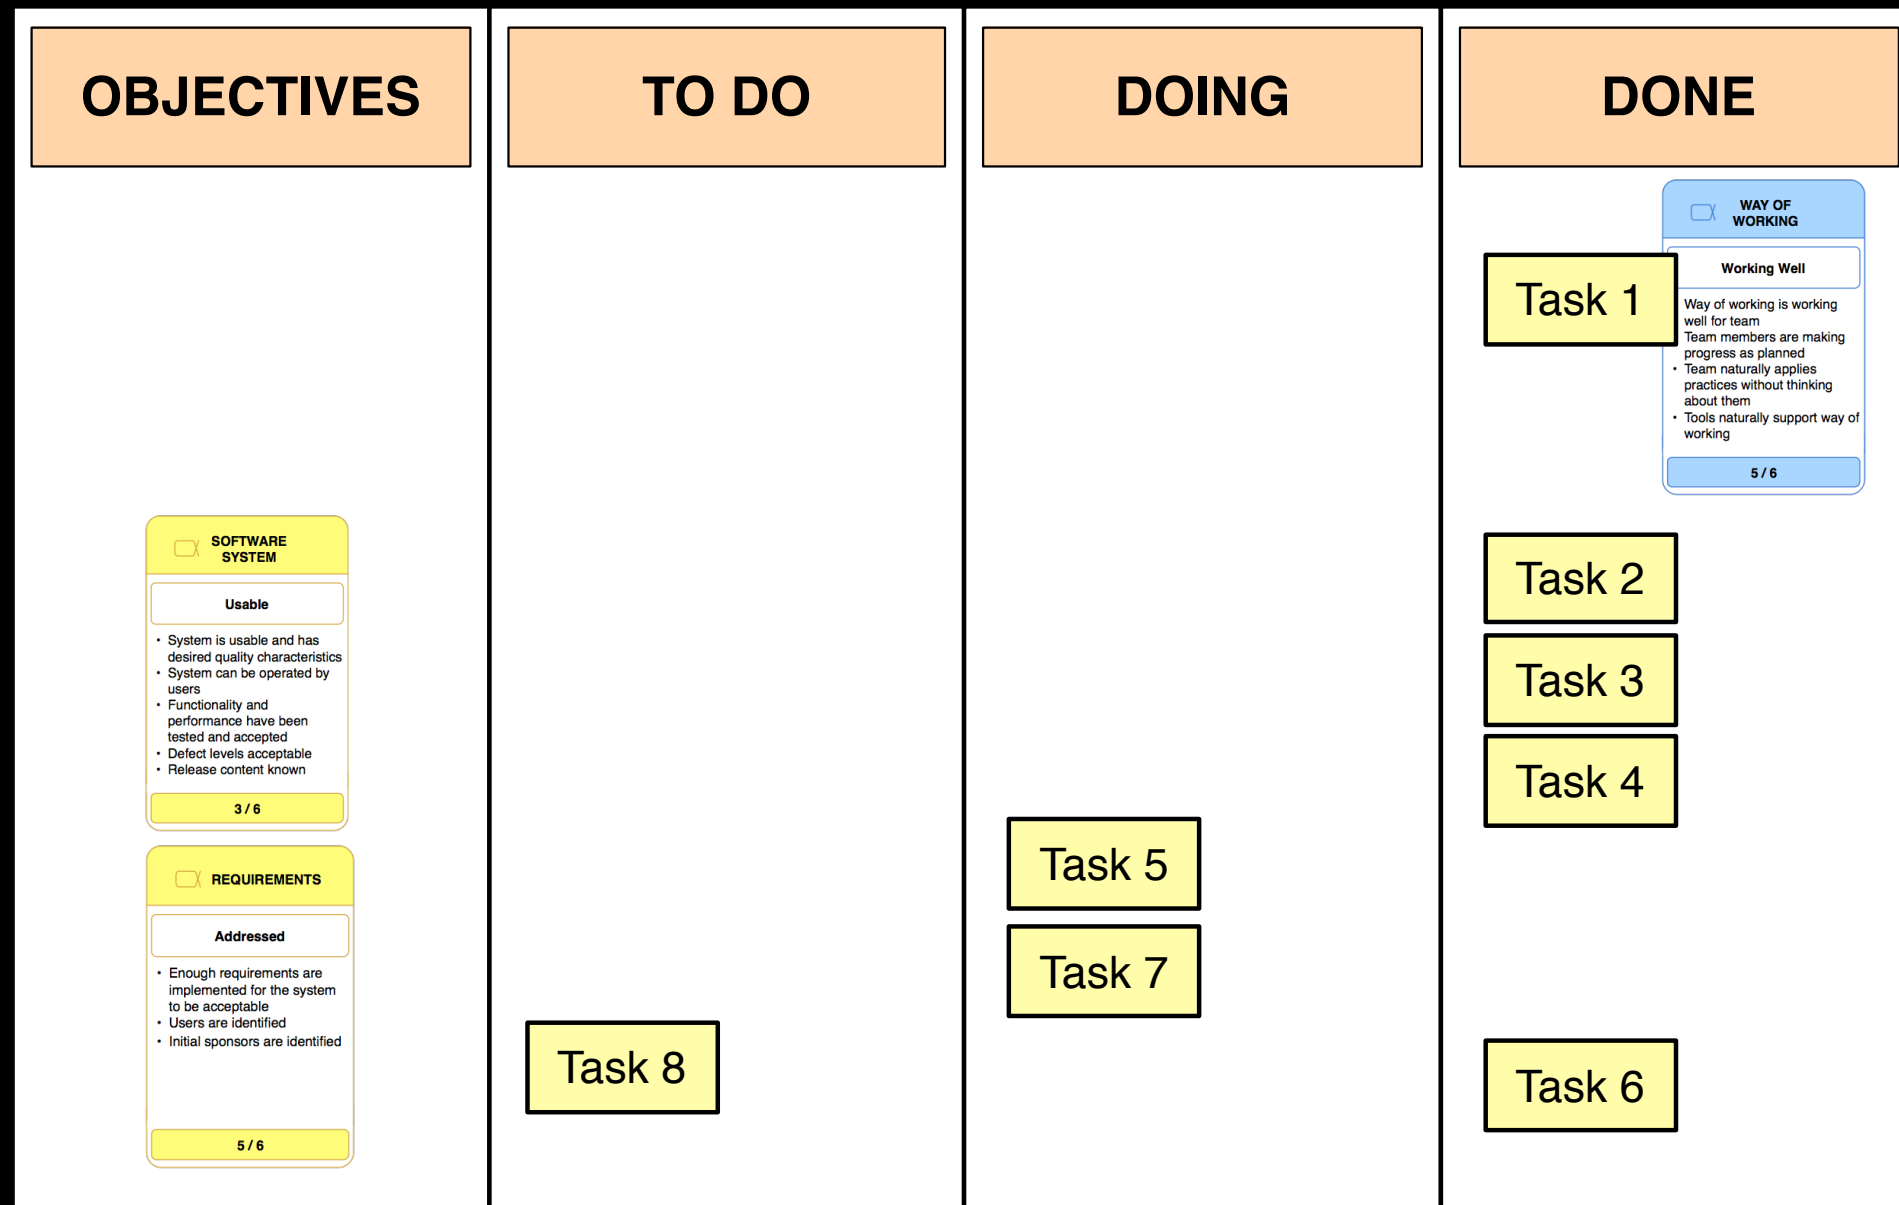 OBJECTIVES
TO DO
DOING
DONE
WAY OF
WORKING
Working Well
Way of working is working
well for team
Team members are making
progress as planned
• Team naturally applies
practices without thinking
about them
• Tools naturally support way of
working
5 / 6
Task 1
SOFTWARE
SYSTEM
Usable
• System is usable and has
desired quality characteristics
• System can be operated by
users
• Functionality and
performance have been
tested and accepted
• Defect levels acceptable
• Release content known
3 / 6
Task 2
Task 3
Task 4
REQUIREMENTS
Addressed
• Enough requirements are
implemented for the system
to be acceptable
• Users are identified
• Initial sponsors are identified
5 / 6
Task 5
Task 7
Task 8
Task 6